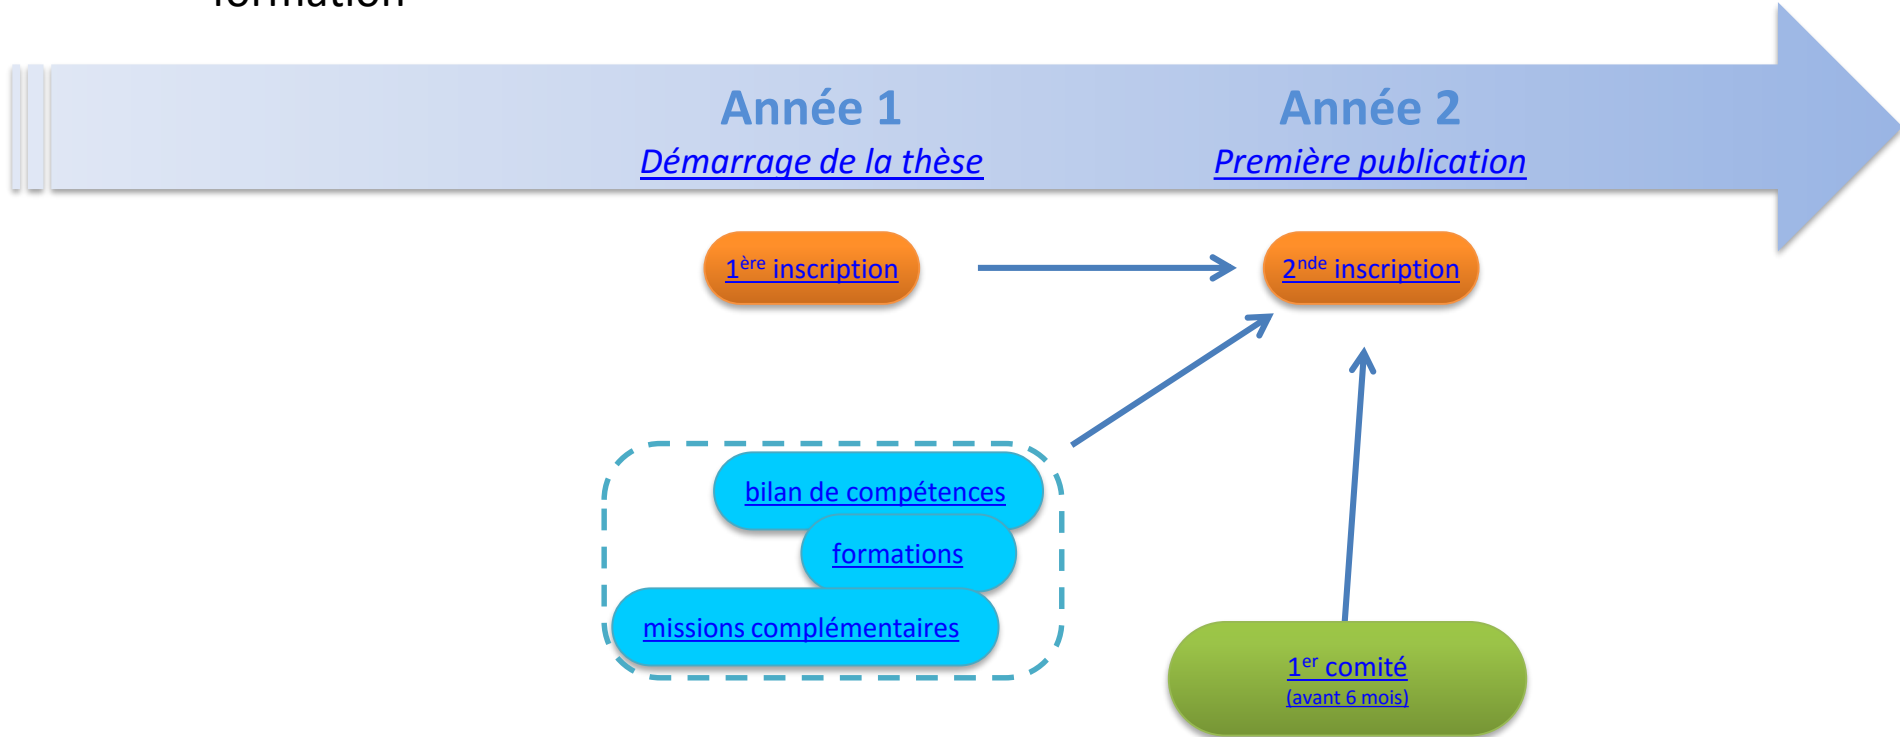 formation
Année 1
Démarrage de la thèse
Année 2
Première publication
1ère inscription
2nde inscription
bilan de compétences
formations
missions complémentaires
1er comité
(avant 6 mois)